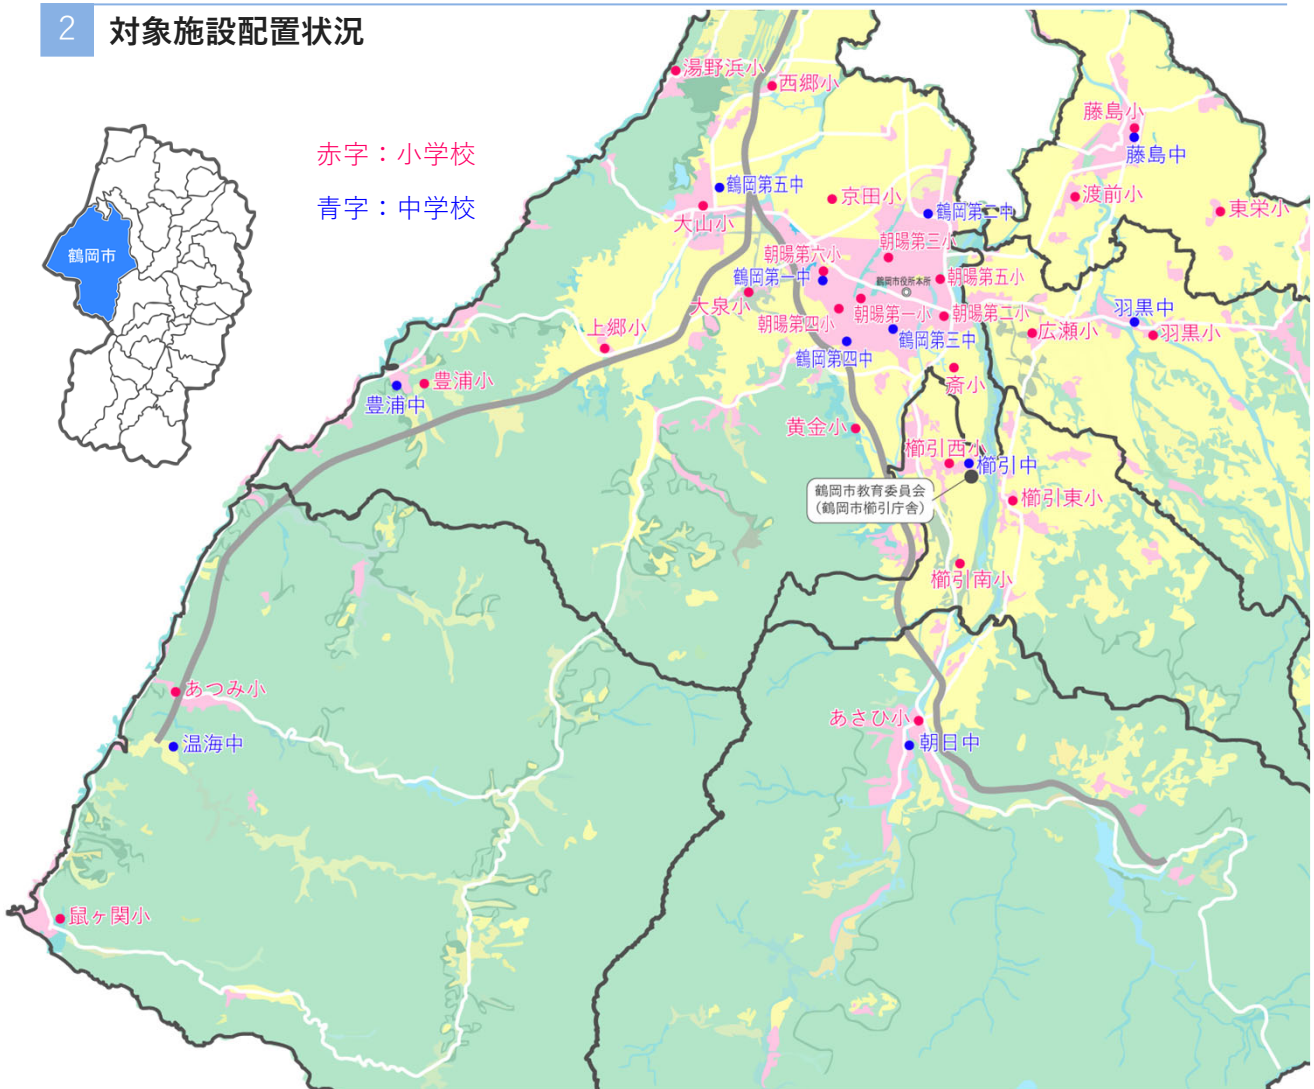 2 対象施設配置状況
赤字：小学校
青字：中学校
鶴岡市
湯野浜小
西郷小
藤島小
藤島中
鶴岡第五中
京田小
渡前小
東栄小
大山小
鶴岡第二中
朝暘第三小
朝暘第六小
鶴岡第一中
鶴岡市役所本所
朝暘第五小
大泉小
朝暘第一小
朝暘第二小
朝暘第四小
羽黒中
上郷小
鶴岡第三中
広瀬小
羽黒小
鶴岡第四中
豊浦小
斎小
豊浦中
黄金小
櫛引西小
櫛引中
鶴岡市教育委員会
（鶴岡市櫛引庁舎）
櫛引東小
櫛引南小
あつみ小
あさひ小
温海中
朝日中
鼠ヶ関小